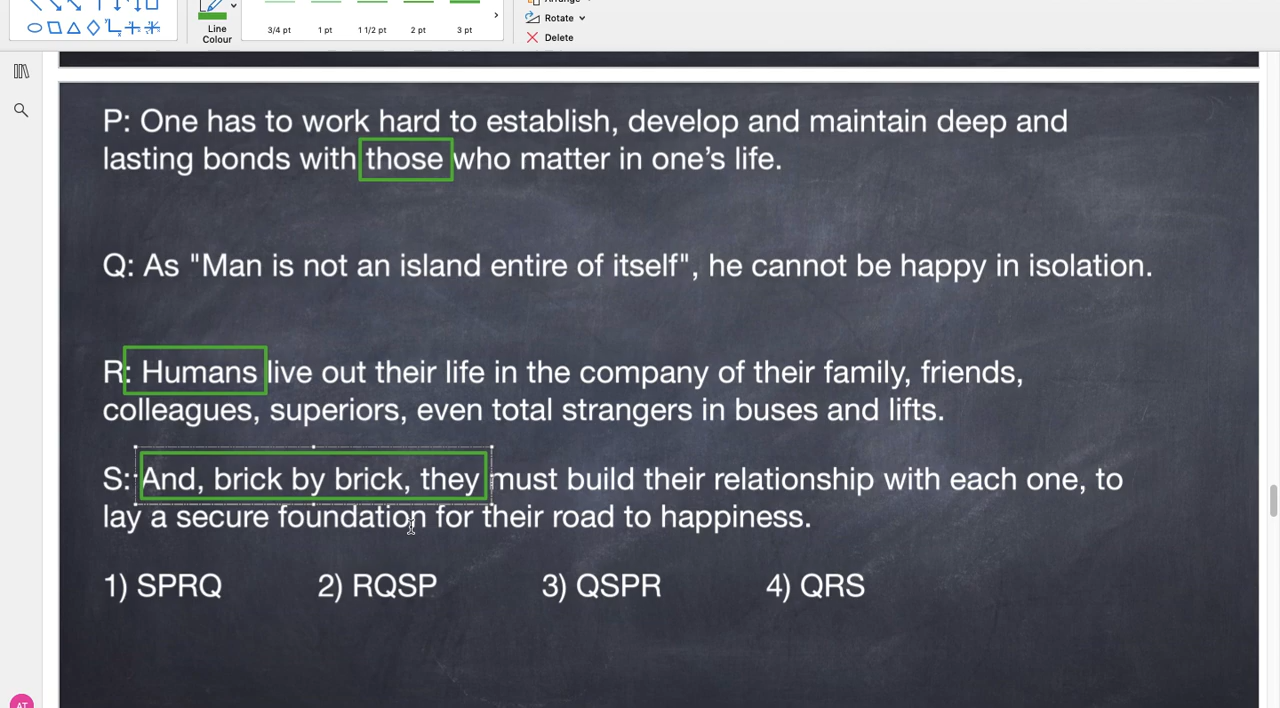 Arrange
Rotate
Delete
Line
Colour
3/4 pt 1 pt 1 1/2 pt 2 pt 3 pt
P: One has to work hard to establish, develop and maintain deep and
lasting bonds with those who matter in one’s life.
Q: As "Man is not an island entire of itself", he cannot be happy in isolation.
R: Humans live out their life in the company of their family, friends,
colleagues, superiors, even total strangers in buses and lifts.
S: And, brick by brick, they must build their relationship with each one, to
lay a secure foundation for their road to happiness.
1) SPRQ 2) RQSP 3) QSPR 4) QRS
AT